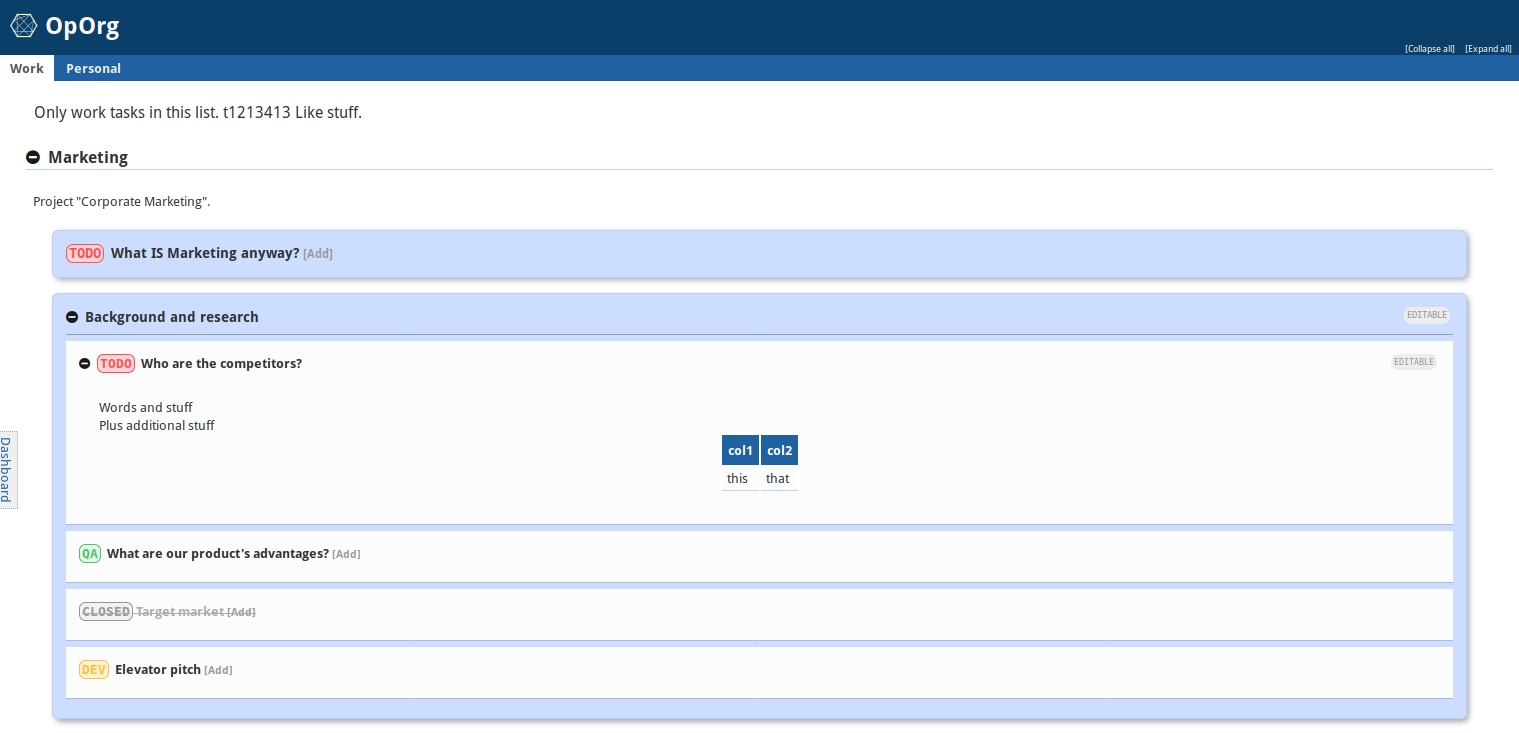 OpOrg
[Collapse all] [Expand all]
Work Personal
Only work tasks in this list. t1213413 Like stuff.
Marketing
Project "Corporate Marketing".
TODO What IS Marketing anyway? [Add]
Background and research EDITABLE
TODO Who are the competitors? EDITABLE
Words and stuff
Plus additional stuff
col1 col2
this that
Dashboard
QA What are our product's advantages? [Add]
CLOSED Target market [Add]
DEV Elevator pitch [Add]